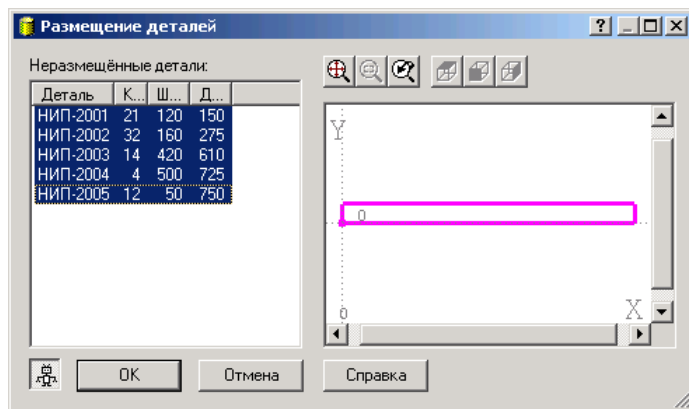 Размещение деталей
Неразмещённые детали:
Деталь К... Ш... Д...
НИП-2001 21 120 150
НИП-2002 32 160 275
НИП-2003 14 420 610
НИП-2004 4 500 725
НИП-2005 12 50 750
Y
0
0
X
OK Отмена Справка